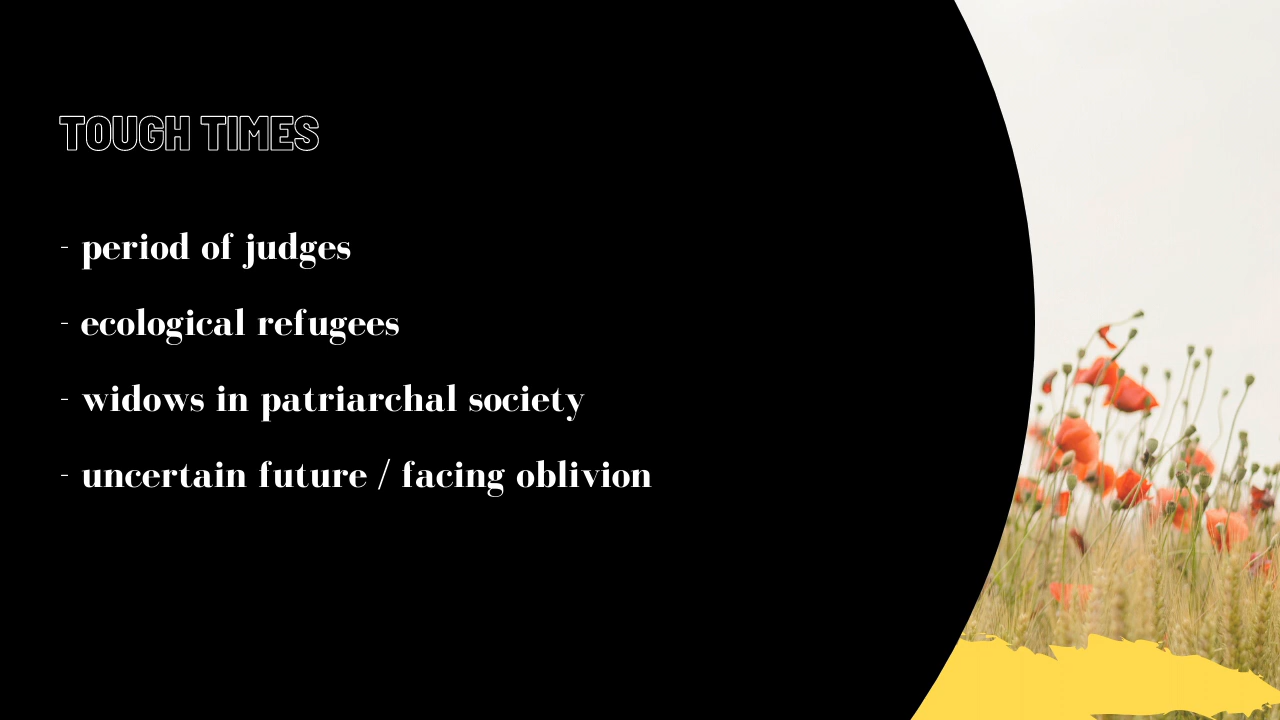 TOUGH TIMES
- period of judges
- ecological refugees
- widows in patriarchal society
- uncertain future / facing oblivion